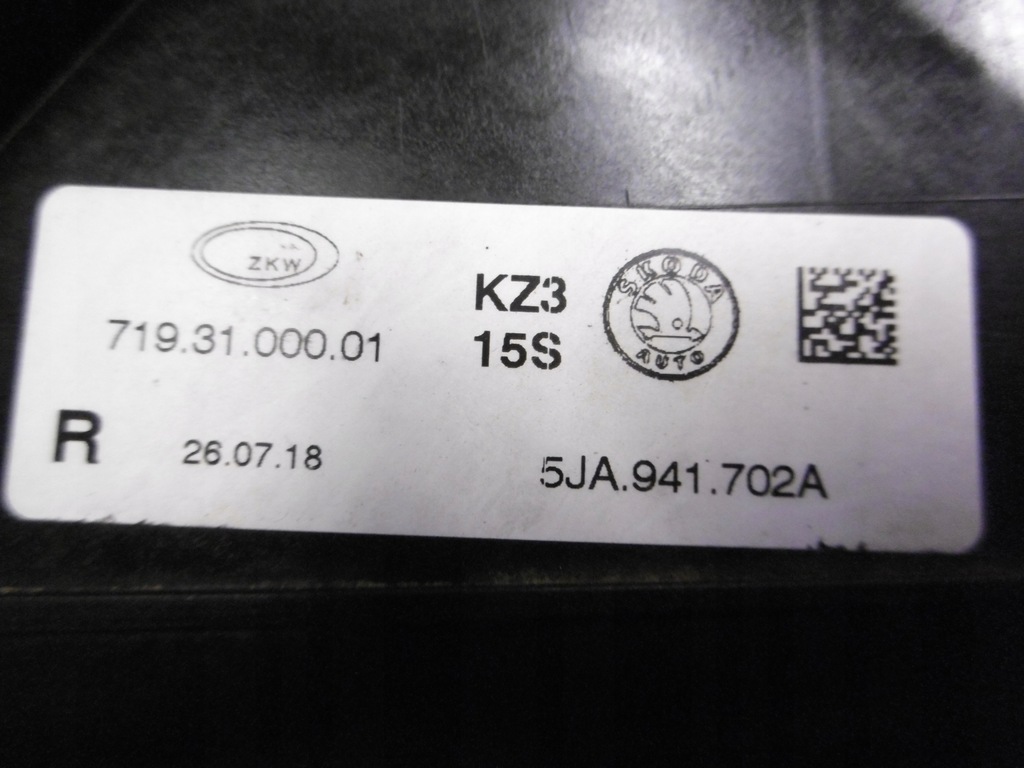 ZKW
719.31.000.01
KZ3
15S
SKODA
AUTO
R
26.07.18
5JA.941.702A